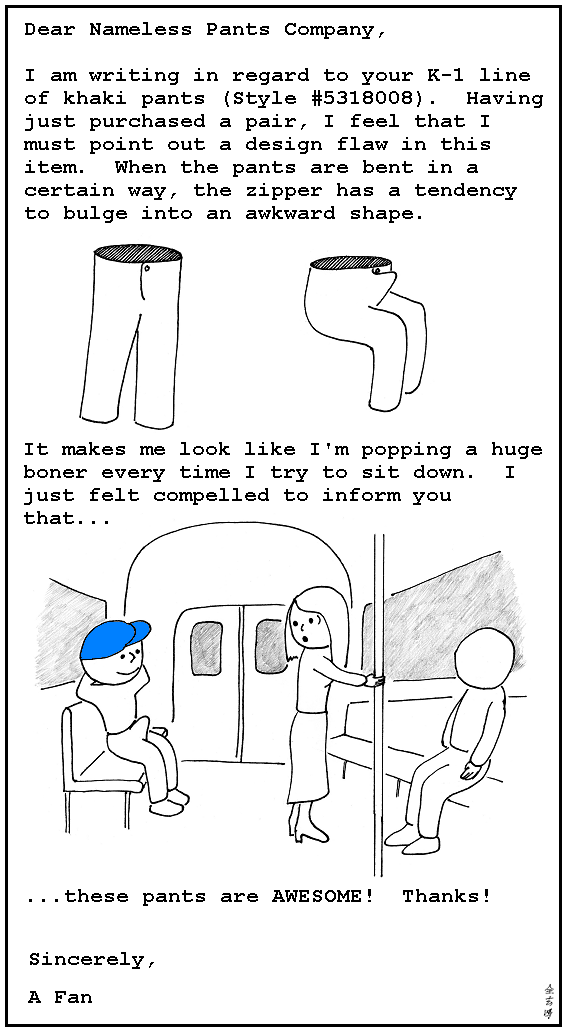 Dear Nameless Pants Company,
I am writing in regard to your K-1 line
of khaki pants (Style #5318008).  Having
just purchased a pair, I feel that I
must point out a design flaw in this
item.  When the pants are bent in a
certain way, the zipper has a tendency
to bulge into an awkward shape.
It makes me look like I'm popping a huge
boner every time I try to sit down.  I
just felt compelled to inform you
that...
...these pants are AWESOME!  Thanks!
Sincerely,
A Fan